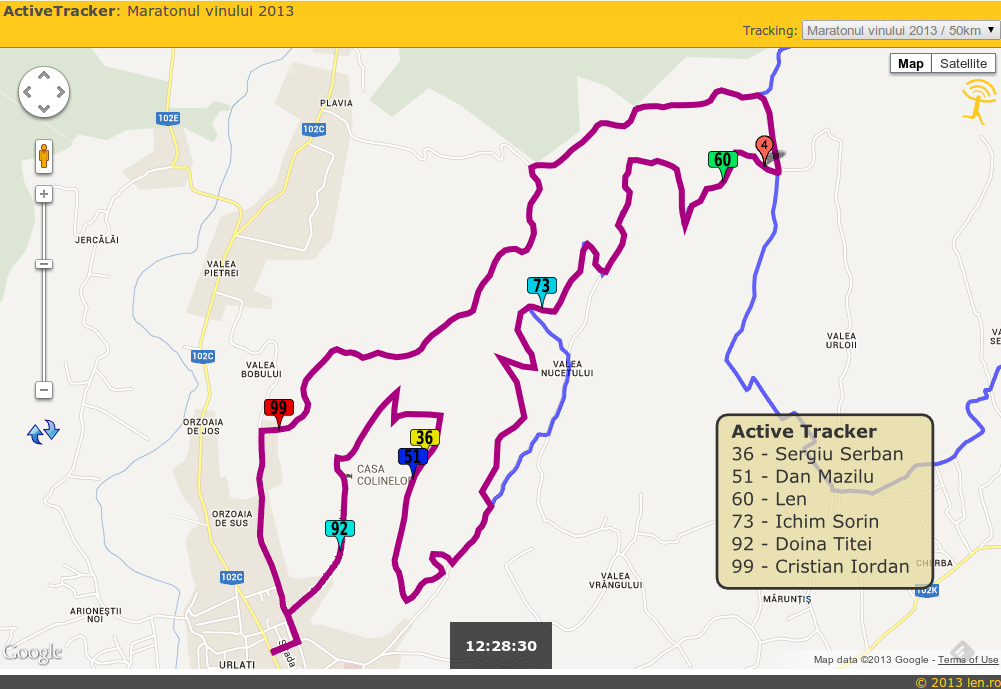 ActiveTracker: Maratonul vinului 2013
Tracking: Maratonul vinului 2013 / 50km
Map Satellite
PLAVIA
102E
102C
4
60
JERCĂLĂI
VALEA
PIETREI
73
VALEA
URLOII
102C
VALEA
BOBULUI
VALEA
NUCETULUI
99
ORZOAIA
DE JOS
36
51
CASA
COLINELOR
Active Tracker
36 - Sergiu Serban
51 - Dan Mazilu
60 - Len
73 - Ichim Sorin
92 - Doina Titei
99 - Cristian Iordan
ORZOAIA
DE SUS
92
CHERBA
102C
VALEA
VRÂNGULUI
102K
MĂRUNȚIȘ
ARIONEȘTII
NOI
12:28:30
Google
URLATI
Strada
Map data ©2013 Google - Terms of Use
© 2013 len.ro